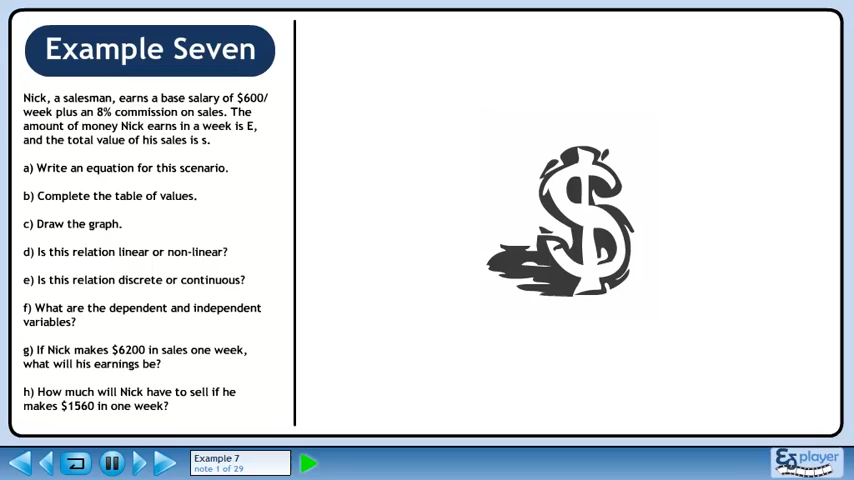 Example Seven
Nick, a salesman, earns a base salary of $600/
week plus an 8% commission on sales. The
amount of money Nick earns in a week is E,
and the total value of his sales is s.
a) Write an equation for this scenario.
b) Complete the table of values.
c) Draw the graph.
d) Is this relation linear or non-linear?
e) Is this relation discrete or continuous?
f) What are the dependent and independent
variables?
g) If Nick makes $6200 in sales one week,
what will his earnings be?
h) How much will Nick have to sell if he
makes $1560 in one week?
$
Example 7
note 1 of 29
player